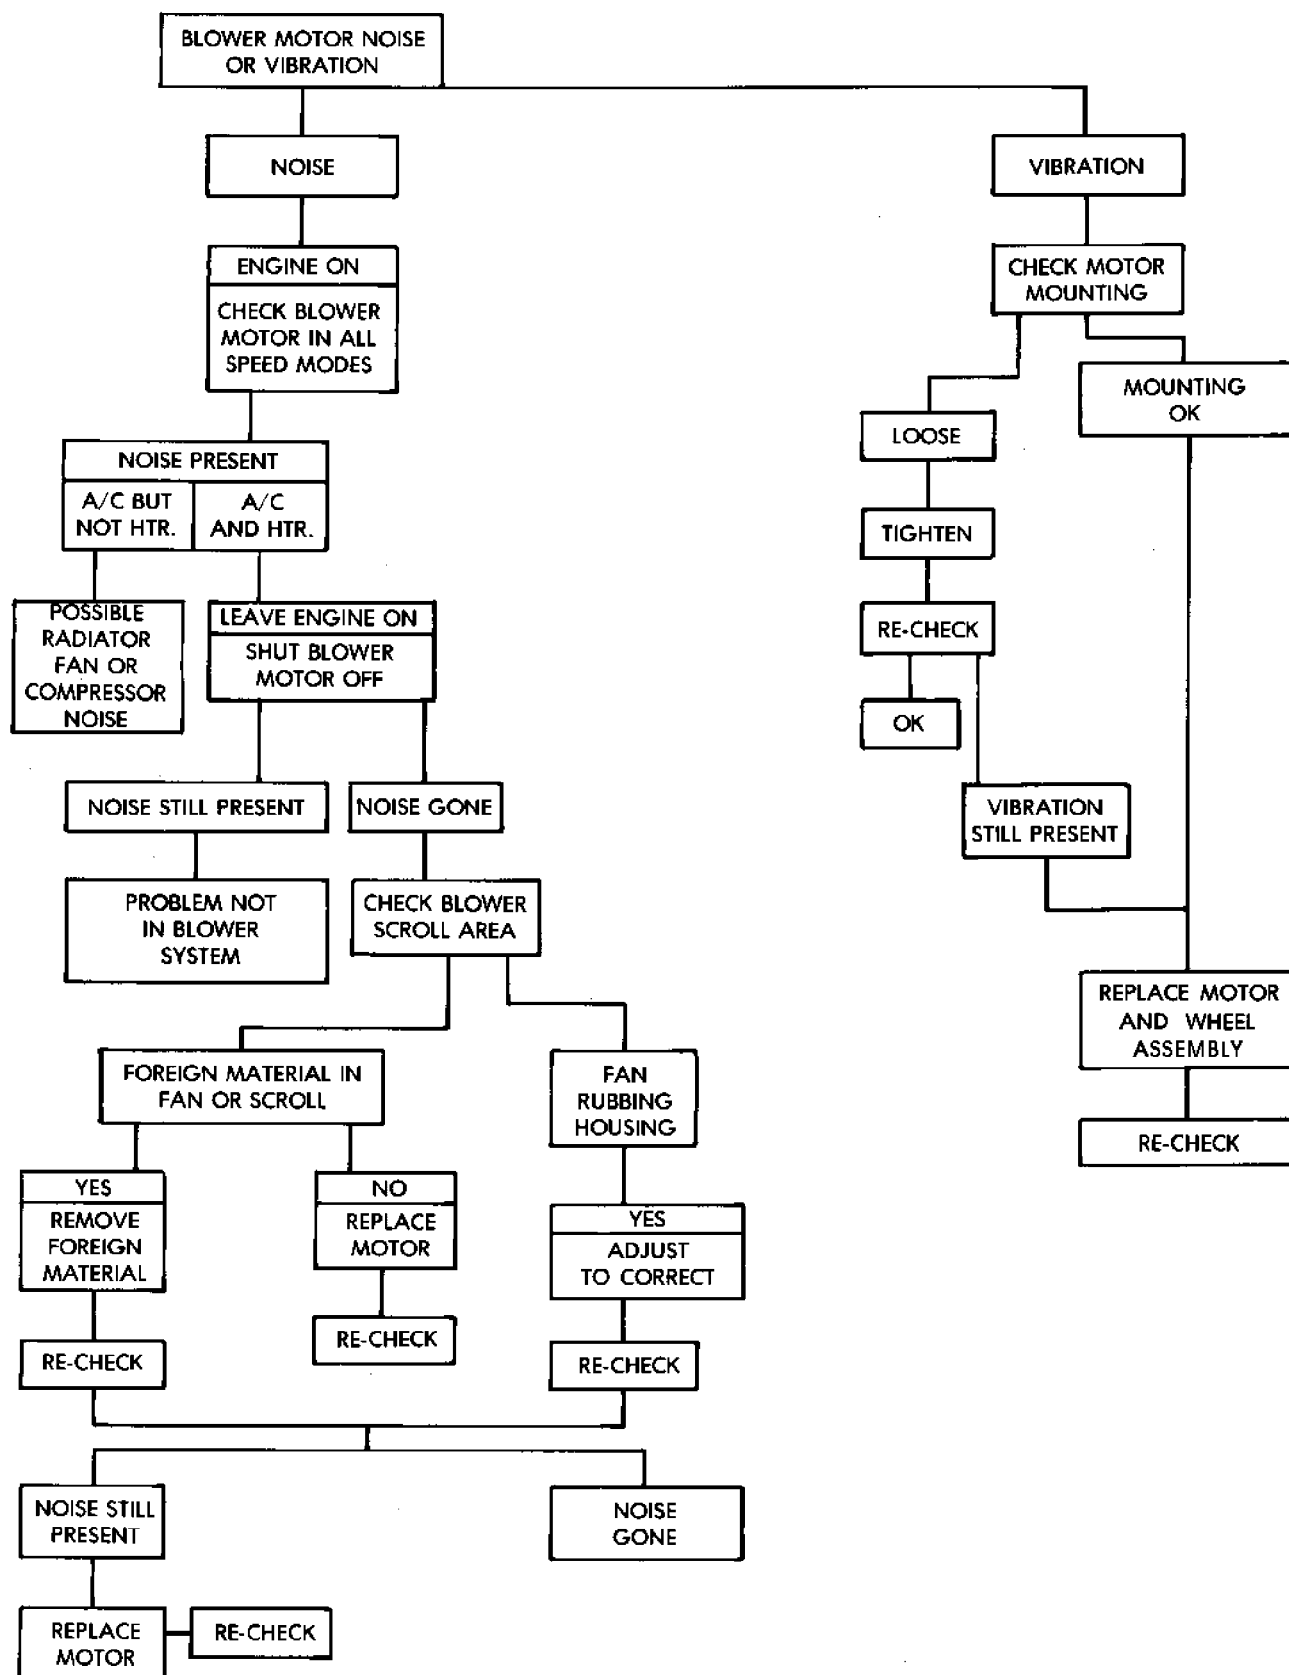 BLOWER MOTOR NOISE
OR VIBRATION
NOISE
ENGINE ON
CHECK BLOWER
MOTOR IN ALL
SPEED MODES
NOISE PRESENT
A/C BUT
NOT HTR.
A/C
AND HTR.
POSSIBLE
RADIATOR
FAN OR
COMPRESSOR
NOISE
LEAVE ENGINE ON
SHUT BLOWER
MOTOR OFF
NOISE STILL PRESENT
NOISE GONE
PROBLEM NOT
IN BLOWER
SYSTEM
CHECK BLOWER
SCROLL AREA
FOREIGN MATERIAL IN
FAN OR SCROLL
FAN
RUBBING
HOUSING
YES
REMOVE
FOREIGN
MATERIAL
NO
REPLACE
MOTOR
YES
ADJUST
TO CORRECT
RE-CHECK
RE-CHECK
RE-CHECK
NOISE STILL
PRESENT
NOISE
GONE
REPLACE
MOTOR
RE-CHECK
VIBRATION
CHECK MOTOR
MOUNTING
LOOSE
MOUNTING
OK
TIGHTEN
RE-CHECK
OK
VIBRATION
STILL PRESENT
REPLACE MOTOR
AND WHEEL
ASSEMBLY
RE-CHECK